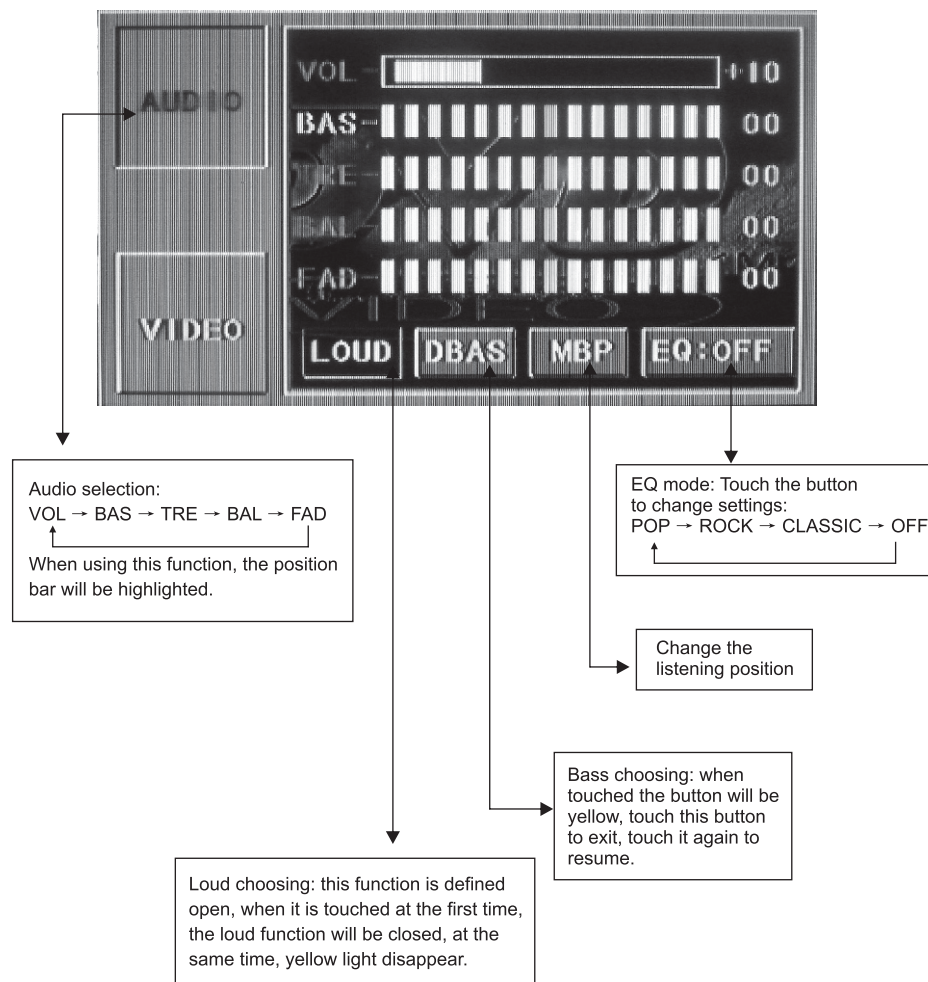 AUDIO
VIDEO
VOL +10
BAS 00
TRE 00
BAL 00
FAD 00
LOUD DBAS MBP EQ:OFF
Audio selection:
VOL → BAS → TRE → BAL → FAD
When using this function, the position
bar will be highlighted.
EQ mode: Touch the button
to change settings:
POP → ROCK → CLASSIC → OFF
Change the
listening position
Bass choosing: when
touched the button will be
yellow, touch this button
to exit, touch it again to
resume.
Loud choosing: this function is defined
open, when it is touched at the first time,
the loud function will be closed, at the
same time, yellow light disappear.